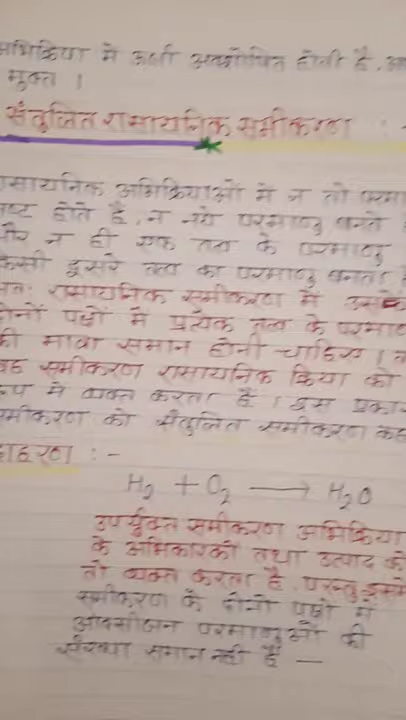 अभिक्रिया में ऊर्जा अवशोषित होती है, या
मुक्त ।
संतुलित रासायनिक समीकरण : -
रासायनिक अभिक्रियाओं में न तो परमा
नष्ट होते है, न नये परमाणु बनते
और न ही एक तत्व के परमाणु
किसी दूसरे तत्व का परमाणु बनता
अतः रासायनिक समीकरण में उसके
दोनों पक्षों में प्रत्येक तत्व के परमाणु
की मात्रा समान होनी चाहिए ।
वह समीकरण रासायनिक क्रिया को
रूप में व्यक्त करता है । इस प्रकार
समीकरण को संतुलित समीकरण कह
दाहरण : -
H₂ + O₂ ⟶ H₂O
उपर्युक्त समीकरण अभिक्रिया
के अभिकारकों तथा उत्पाद को
तो व्यक्त करता है, परन्तु इसमें
समीकरण के दोनों पक्षों में
ऑक्सीजन परमाणुओं की
संख्या समान नहीं है —